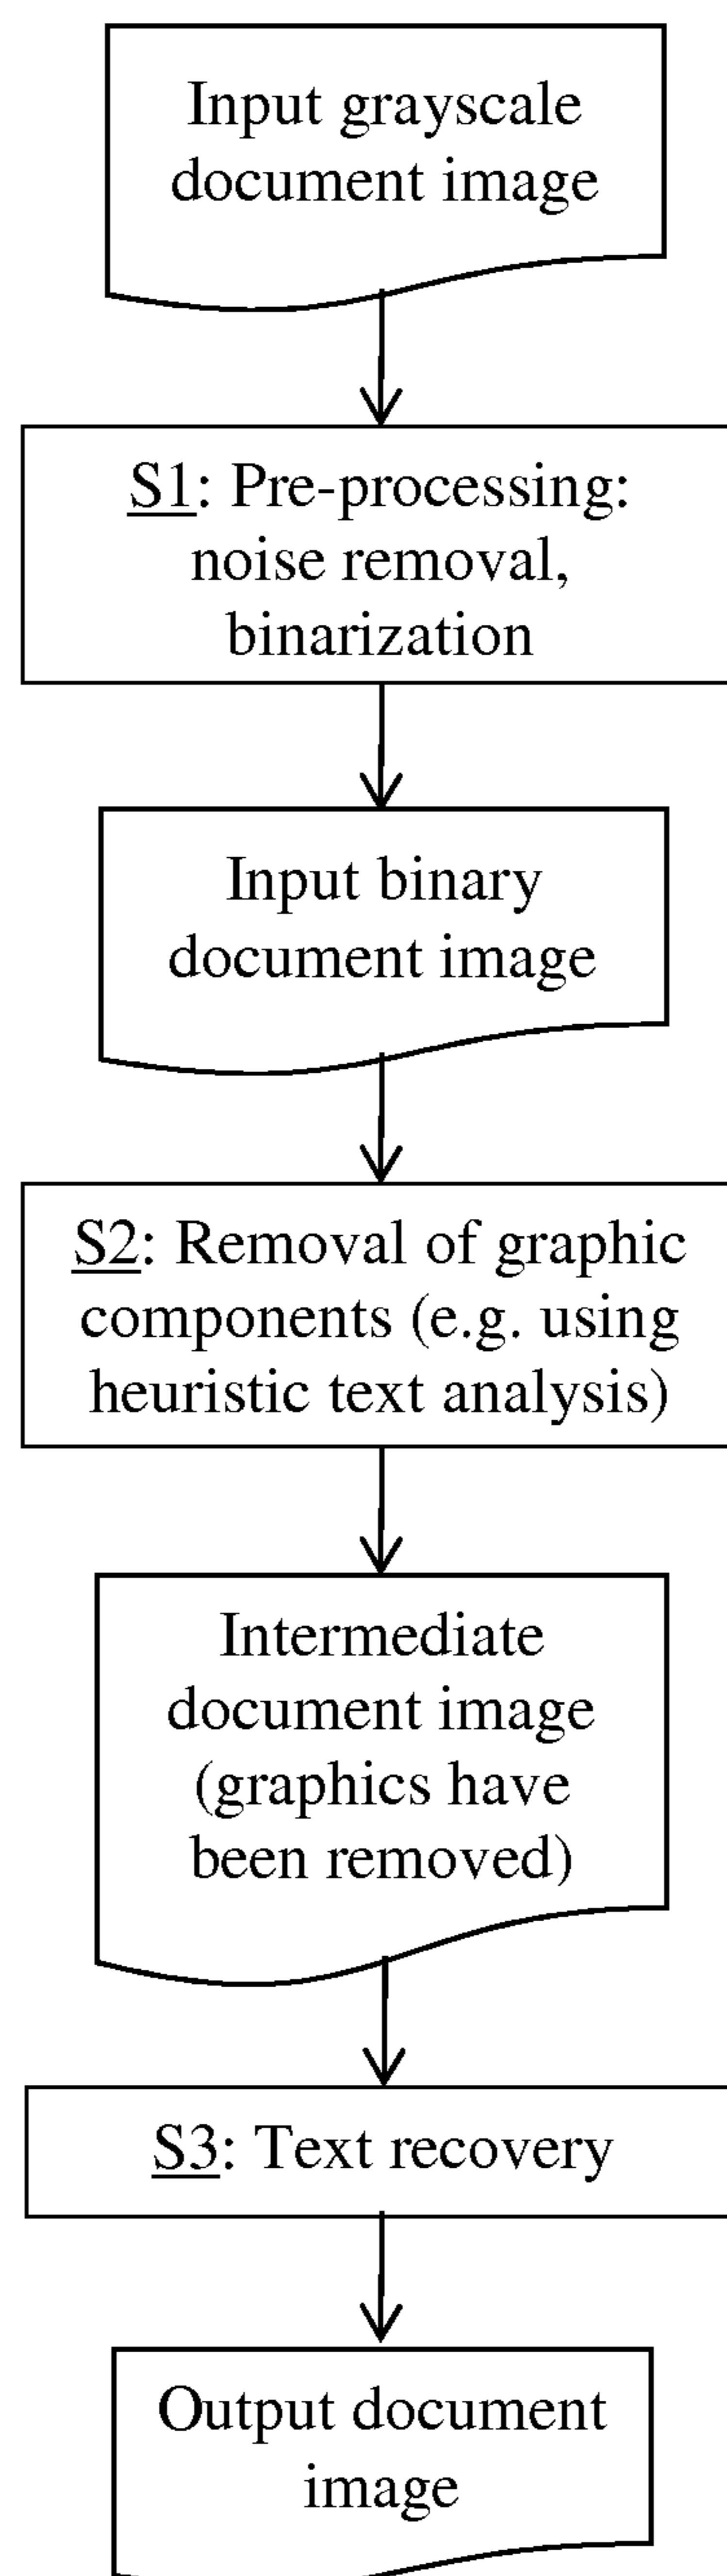 Input grayscale
document image
S1: Pre-processing:
noise removal,
binarization
Input binary
document image
S2: Removal of graphic
components (e.g. using
heuristic text analysis)
Intermediate
document image
(graphics have
been removed)
S3: Text recovery
Output document
image